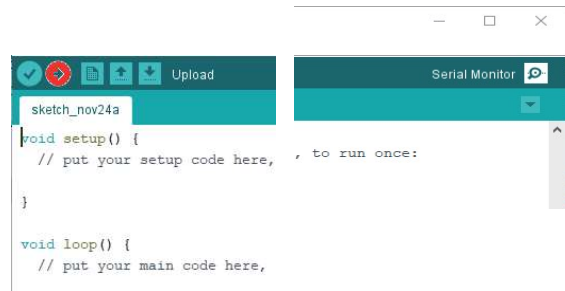 Upload
Serial Monitor
sketch_nov24a
void setup() {
// put your setup code here,
, to run once:
}
void loop() {
// put your main code here,